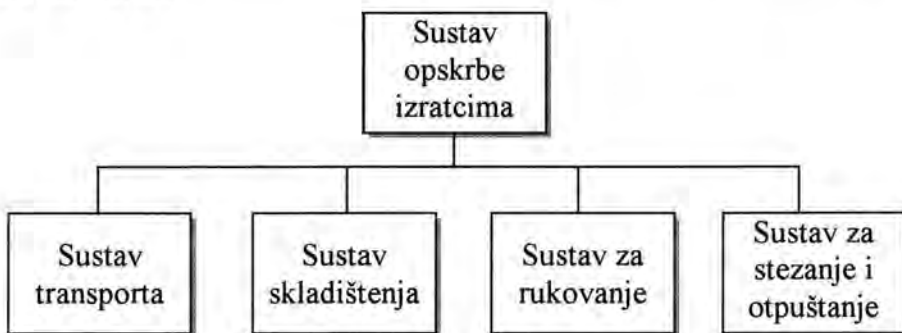 Sustav
opskrbe
izratcima
Sustav
transporta
Sustav
skladištenja
Sustav za
rukovanje
Sustav za
stezanje i
otpuštanje